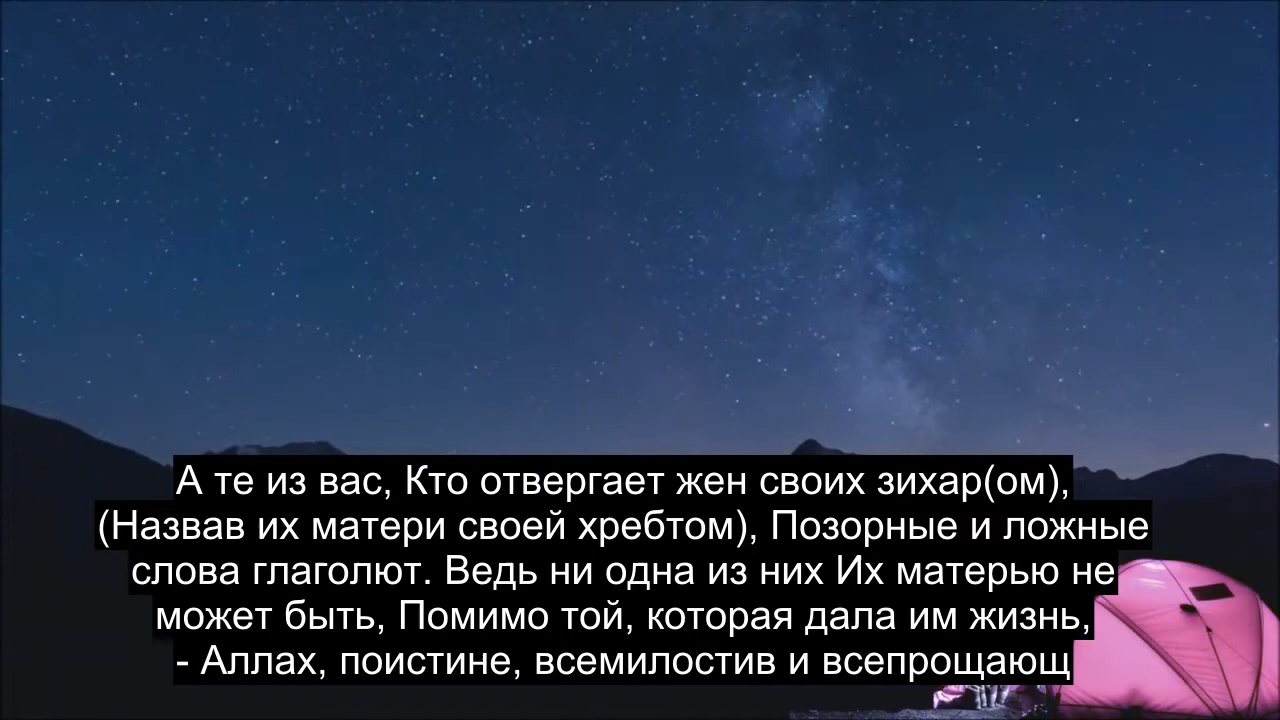 А те из вас, Кто отвергает жен своих зихар(ом),
(Назвав их матери своей хребтом), Позорные и ложные
слова глаголют. Ведь ни одна из них Их матерью не
может быть, Помимо той, которая дала им жизнь,
- Аллах, поистине, всемилостив и всепрощающ